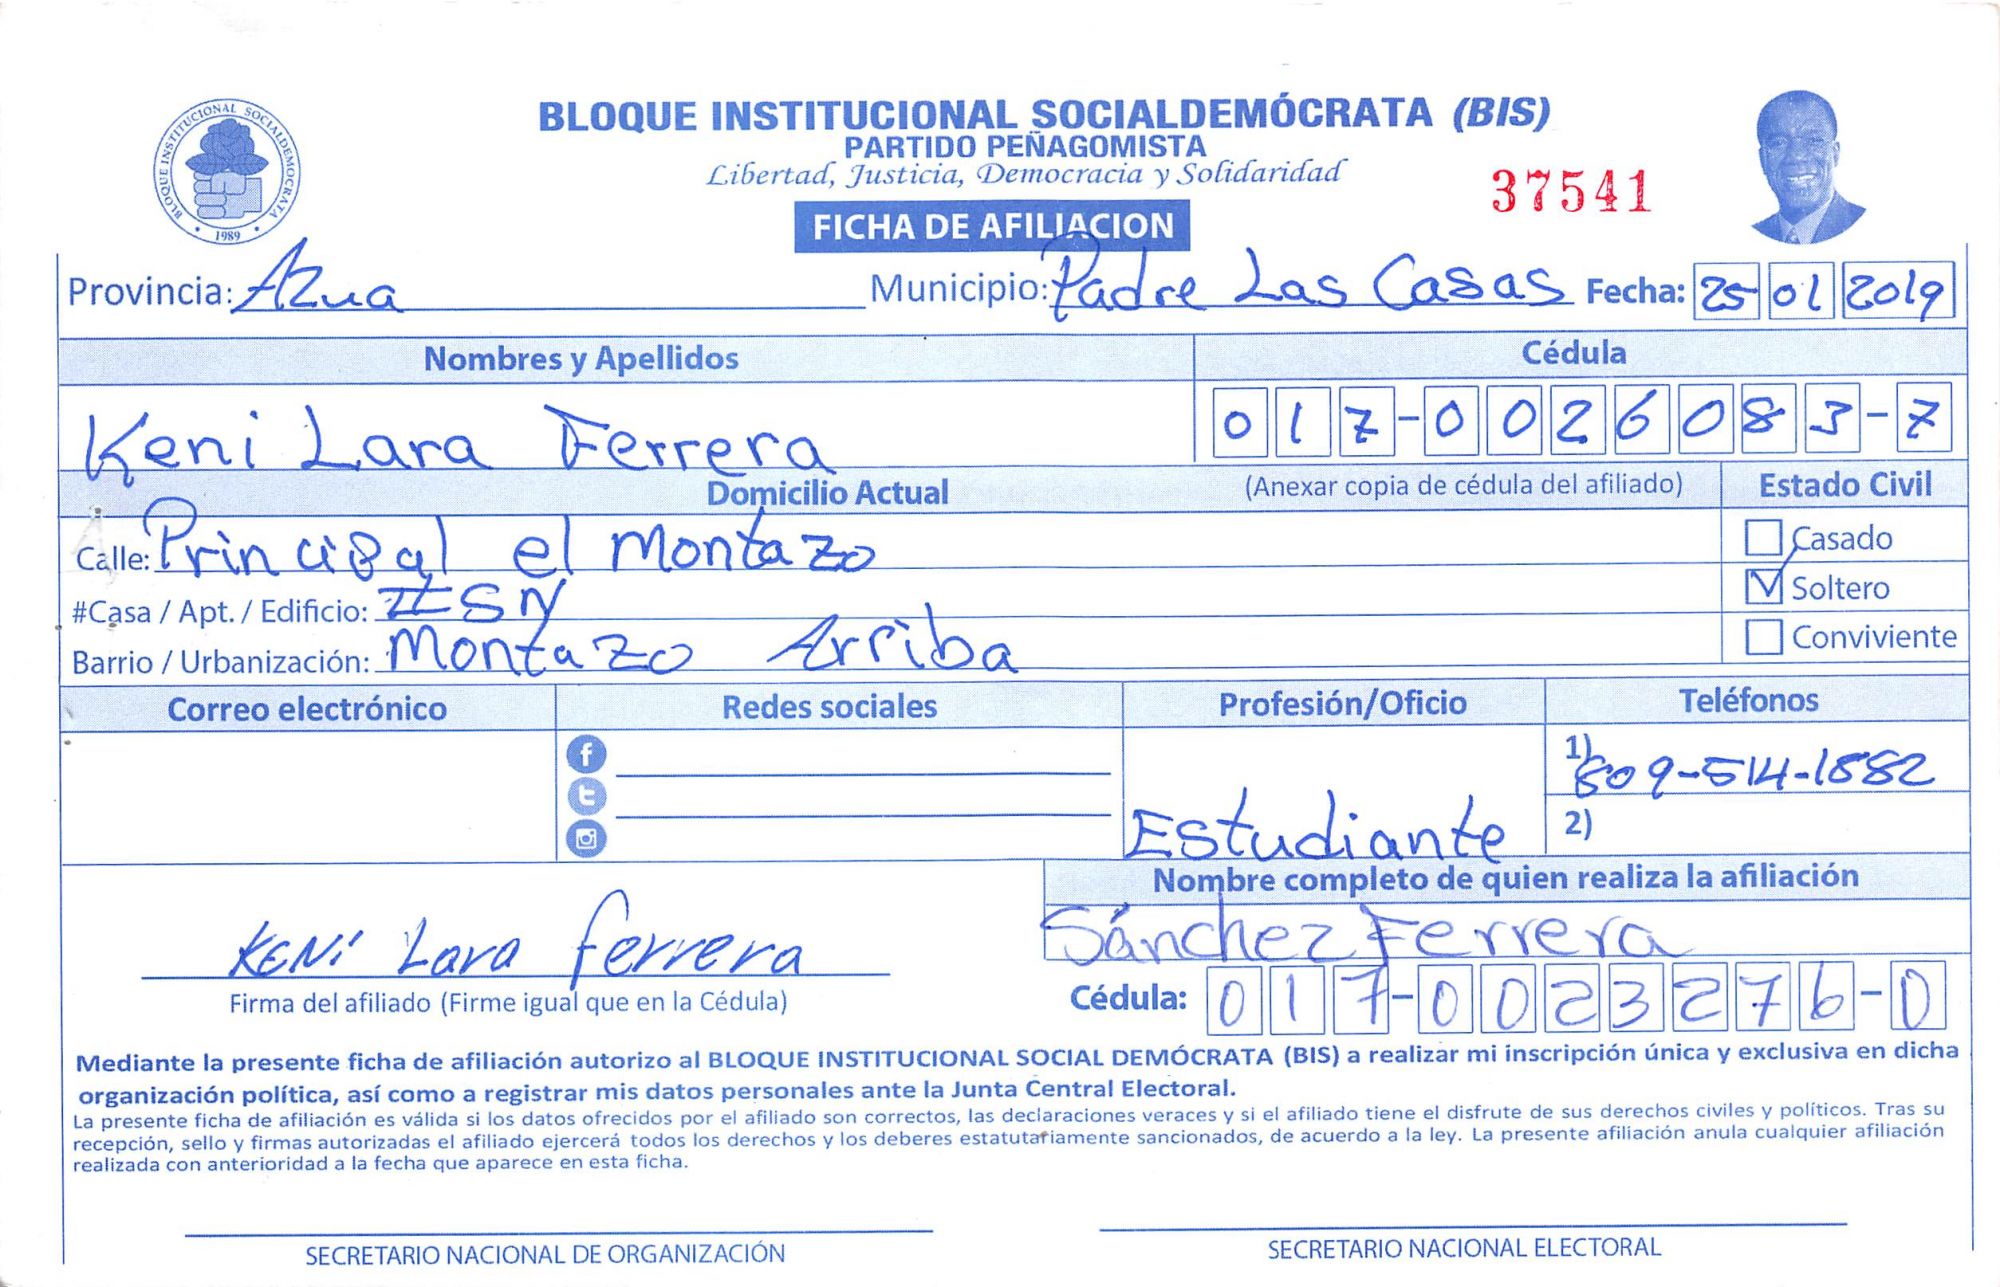 BLOQUE INSTITUCIONAL SOCIALDEMÓCRATA (BIS)
PARTIDO PEÑAGOMISTA
Libertad, Justicia, Democracia y Solidaridad
37541
BLOQUE INSTITUCIONAL SOCIALDEMOCRATA
1989
FICHA DE AFILIACION
Provincia: Azua Municipio: Padre Las Casas Fecha: 25 01 2019
Nombres y Apellidos Cédula
Keni Lara Ferrera 017-0026083-7
Domicilio Actual (Anexar copia de cédula del afiliado) Estado Civil
Calle: Principal el Montazo Casado
#Casa / Apt. / Edificio: #SN Soltero
Barrio / Urbanización: Montazo Arriba Conviviente
Correo electrónico Redes sociales Profesión/Oficio Teléfonos
1) 809-514-1882
Estudiante 2)
Nombre completo de quien realiza la afiliación
Keni Lara Ferrera Sánchez Ferrera
Firma del afiliado (Firme igual que en la Cédula) Cédula: 017-0023276-0
Mediante la presente ficha de afiliación autorizo al BLOQUE INSTITUCIONAL SOCIAL DEMÓCRATA (BIS) a realizar mi inscripción única y exclusiva en dicha
organización política, así como a registrar mis datos personales ante la Junta Central Electoral.
La presente ficha de afiliación es válida si los datos ofrecidos por el afiliado son correctos, las declaraciones veraces y si el afiliado tiene el disfrute de sus derechos civiles y políticos. Tras su
recepción, sello y firmas autorizadas el afiliado ejercerá todos los derechos y los deberes estatutariamente sancionados, de acuerdo a la ley. La presente afiliación anula cualquier afiliación
realizada con anterioridad a la fecha que aparece en esta ficha.
SECRETARIO NACIONAL DE ORGANIZACIÓN SECRETARIO NACIONAL ELECTORAL